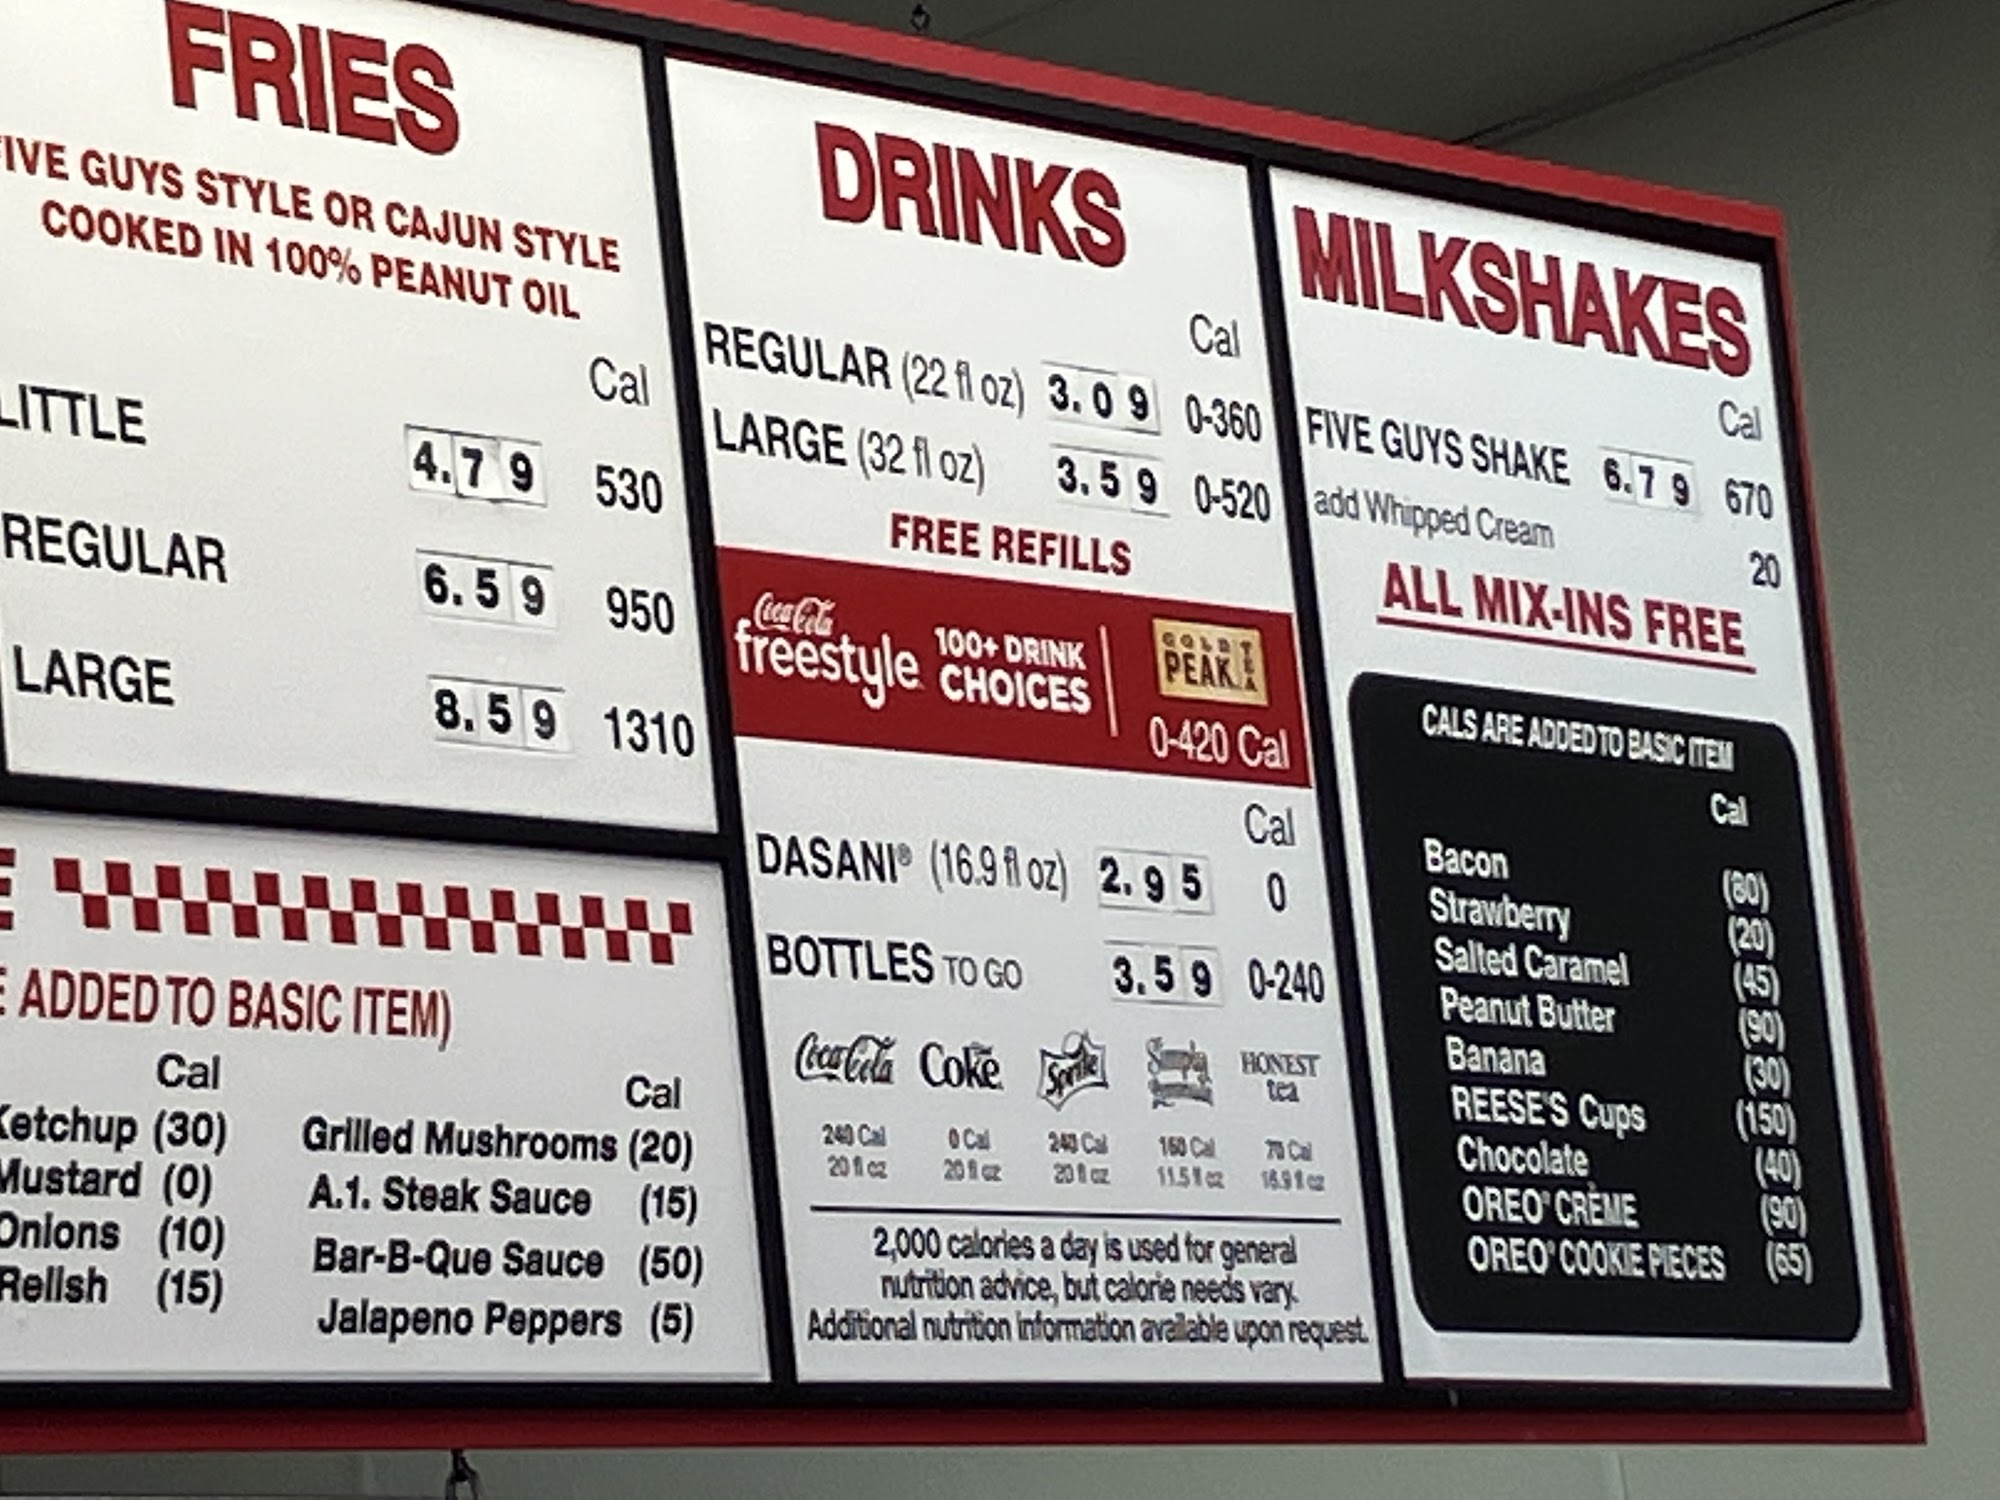 FRIES
FIVE GUYS STYLE OR CAJUN STYLE
COOKED IN 100% PEANUT OIL
Cal
LITTLE 4.79 530
REGULAR 6.59 950
LARGE 8.59 1310
E
E ADDED TO BASIC ITEM)
Cal
Ketchup (30)
Mustard (0)
Onions (10)
Relish (15)
Cal
Grilled Mushrooms (20)
A.1. Steak Sauce (15)
Bar-B-Que Sauce (50)
Jalapeno Peppers (5)
DRINKS
Cal
REGULAR (22 fl oz) 3.09 0-360
LARGE (32 fl oz) 3.59 0-520
FREE REFILLS
Coca-Cola
freestyle
100+ DRINK
CHOICES
GOLD
PEAK
TEA
0-420 Cal
Cal
DASANI® (16.9 fl oz) 2.95 0
BOTTLES TO GO 3.59 0-240
Coca-Cola Coke Sprite Simply HONEST
tea
240 Cal 0 Cal 240 Cal 160 Cal 70 Cal
20 fl oz 20 fl oz 20 fl oz 11.5 fl oz 16.9 fl oz
2,000 calories a day is used for general
nutrition advice, but calorie needs vary.
Additional nutrition information available upon request.
MILKSHAKES
Cal
FIVE GUYS SHAKE 6.79 670
add Whipped Cream 20
ALL MIX-INS FREE
CALS ARE ADDED TO BASIC ITEM
Cal
Bacon (80)
Strawberry (20)
Salted Caramel (45)
Peanut Butter (90)
Banana (30)
REESE'S Cups (150)
Chocolate (40)
OREO® CRÈME (90)
OREO® COOKIE PIECES (65)